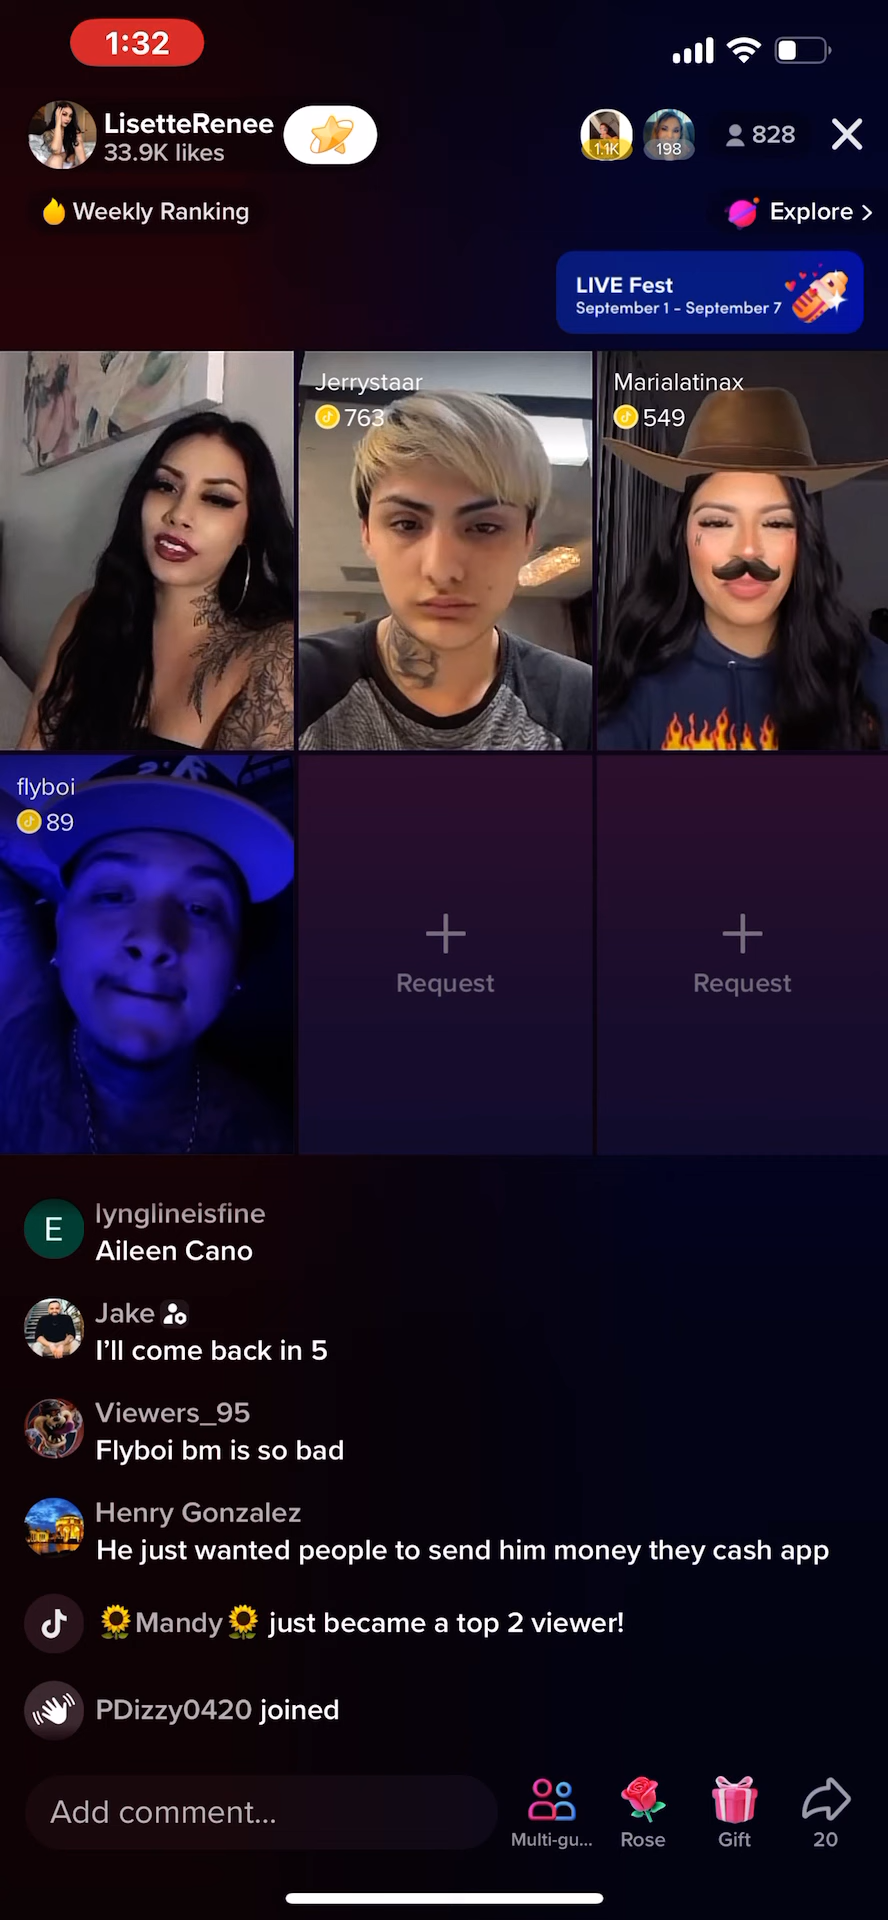 1:32
LisetteRenee
33.9K likes
1.1K
198
828
Weekly Ranking
Explore >
LIVE Fest
September 1 - September 7
Jerrystaar
763
Marialatinax
549
flyboi
89
Request
Request
E
lynglineisfine
Aileen Cano
Jake
I'll come back in 5
Viewers_95
Flyboi bm is so bad
Henry Gonzalez
He just wanted people to send him money they cash app
🌻Mandy🌻 just became a top 2 viewer!
PDizzy0420 joined
Add comment...
Multi-gu...
Rose
Gift
20